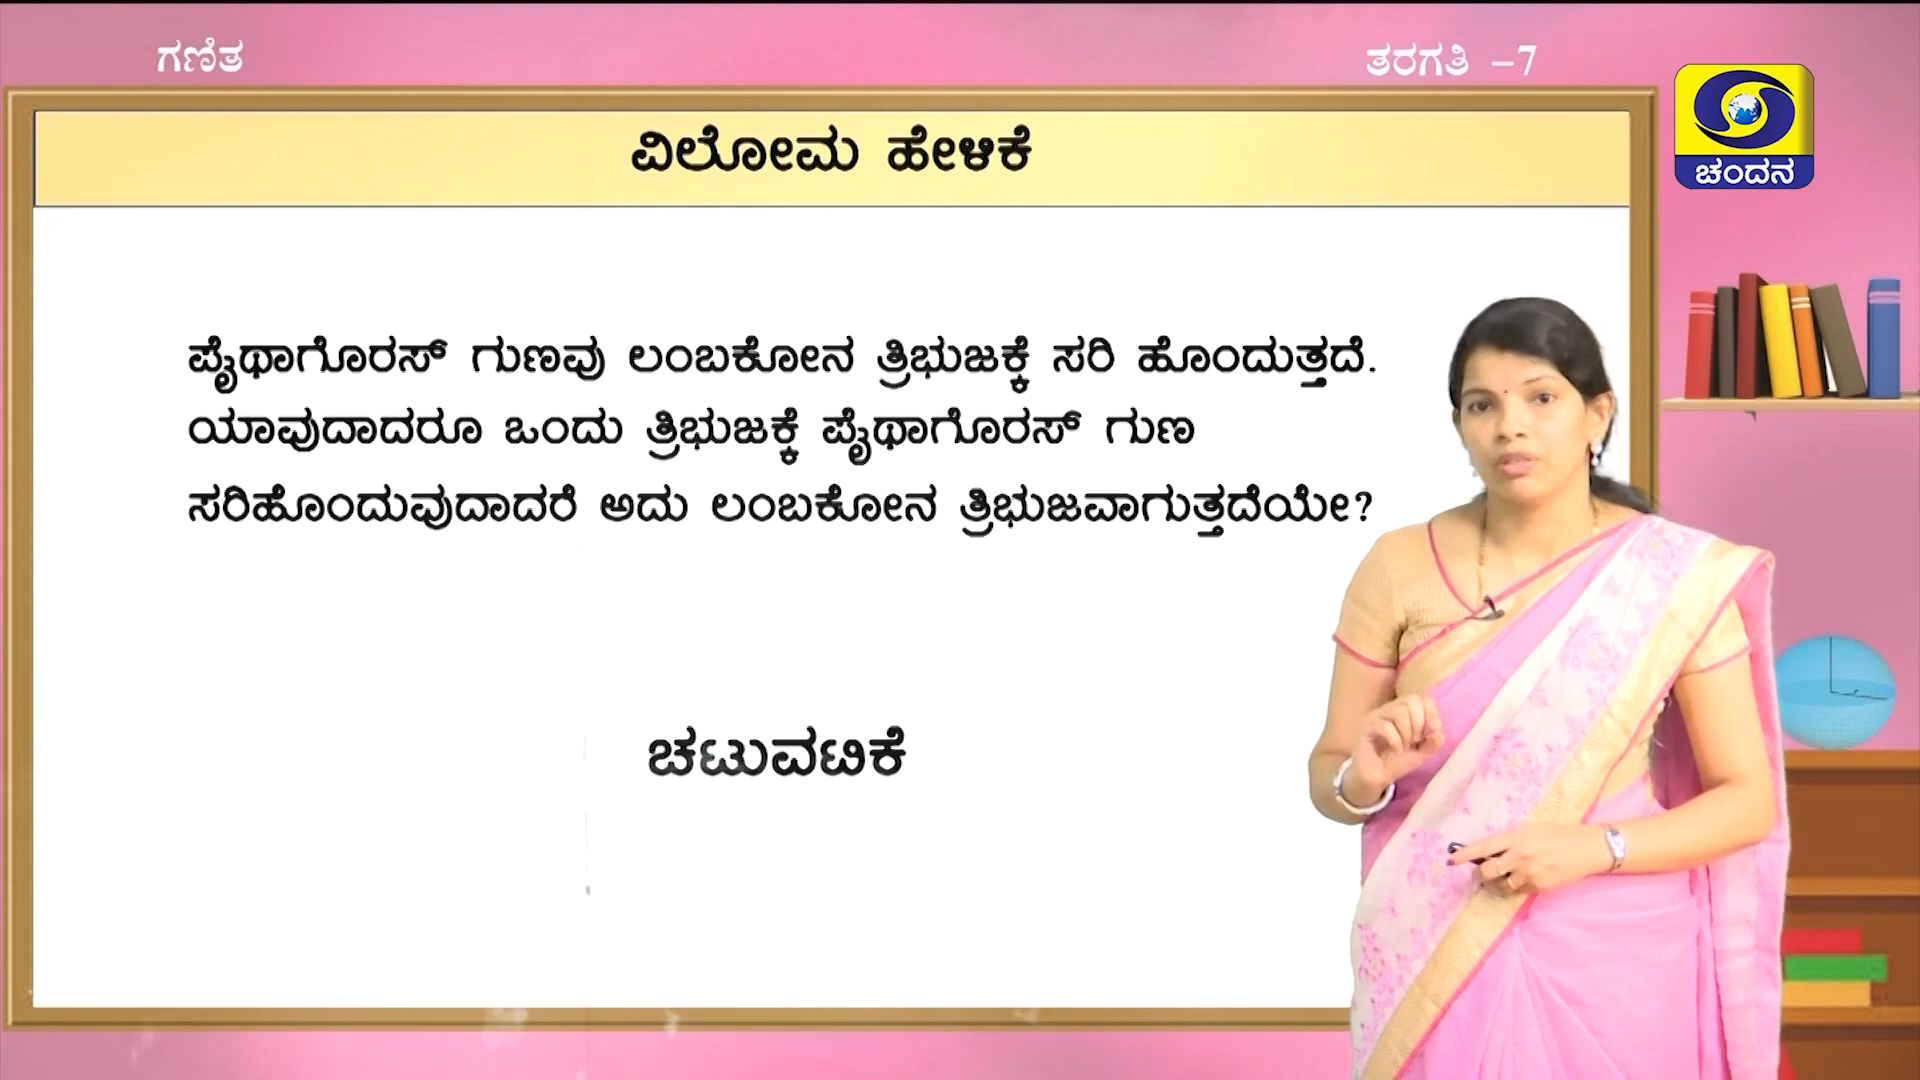 ಗಣಿತ
ತರಗತಿ –7
ಚಂದನ
ವಿಲೋಮ ಹೇಳಿಕೆ
ಪೈಥಾಗೊರಸ್ ಗುಣವು ಲಂಬಕೋನ ತ್ರಿಭುಜಕ್ಕೆ ಸರಿ ಹೊಂದುತ್ತದೆ.
ಯಾವುದಾದರೂ ಒಂದು ತ್ರಿಭುಜಕ್ಕೆ ಪೈಥಾಗೊರಸ್ ಗುಣ
ಸರಿಹೊಂದುವುದಾದರೆ ಅದು ಲಂಬಕೋನ ತ್ರಿಭುಜವಾಗುತ್ತದೆಯೇ?
ಚಟುವಟಿಕೆ